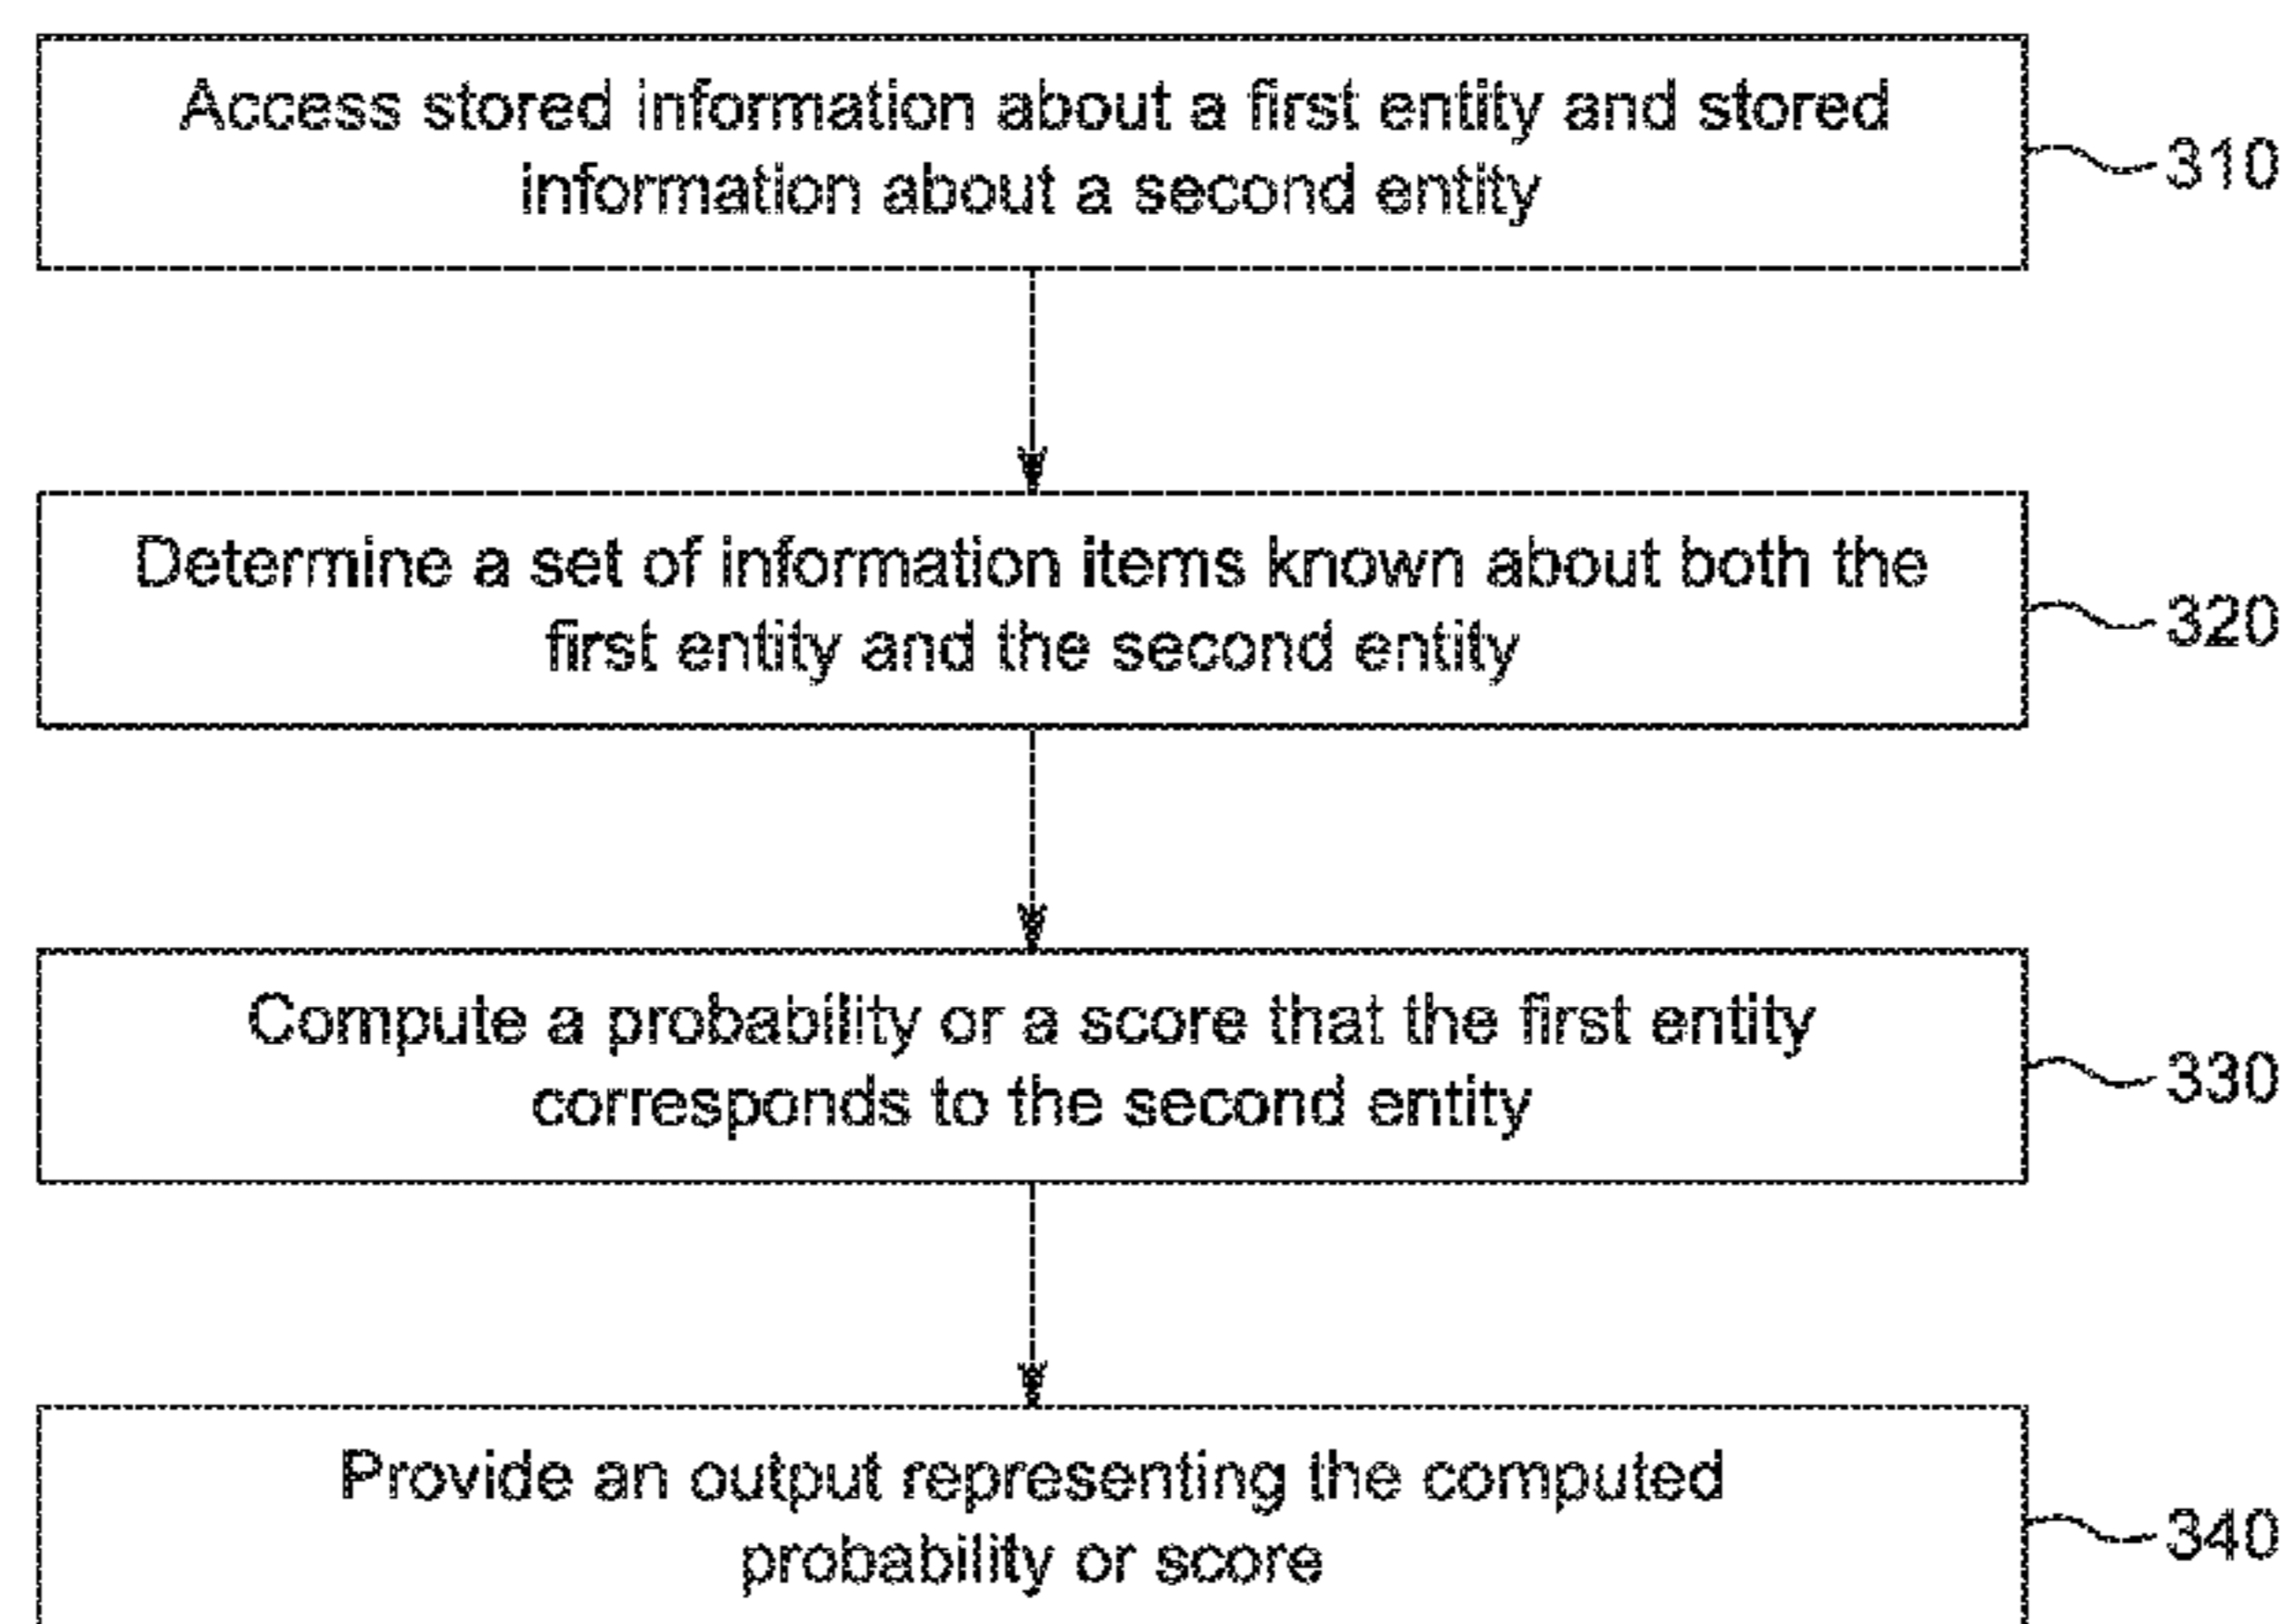 Access stored information about a first entity and stored
information about a second entity
310
Determine a set of information items known about both the
first entity and the second entity
320
Compute a probability or a score that the first entity
corresponds to the second entity
330
Provide an output representing the computed
probability or score
340